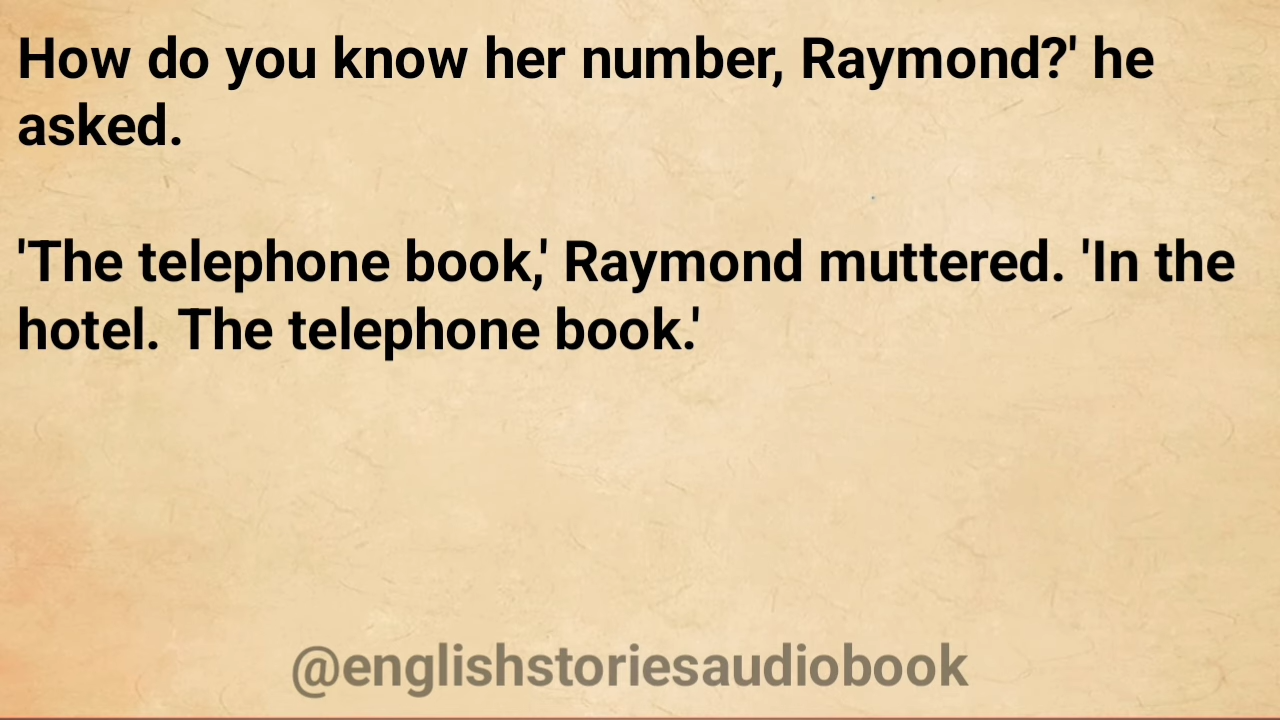 How do you know her number, Raymond?' he
asked.
'The telephone book,' Raymond muttered. 'In the
hotel. The telephone book.'
@englishstoriesaudiobook